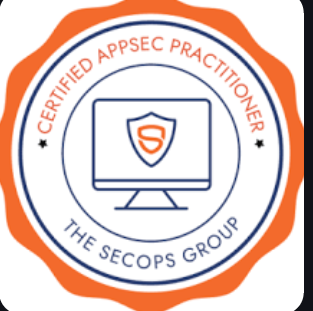 CERTIFIED APPSEC PRACTITIONER
S
THE SECOPS GROUP